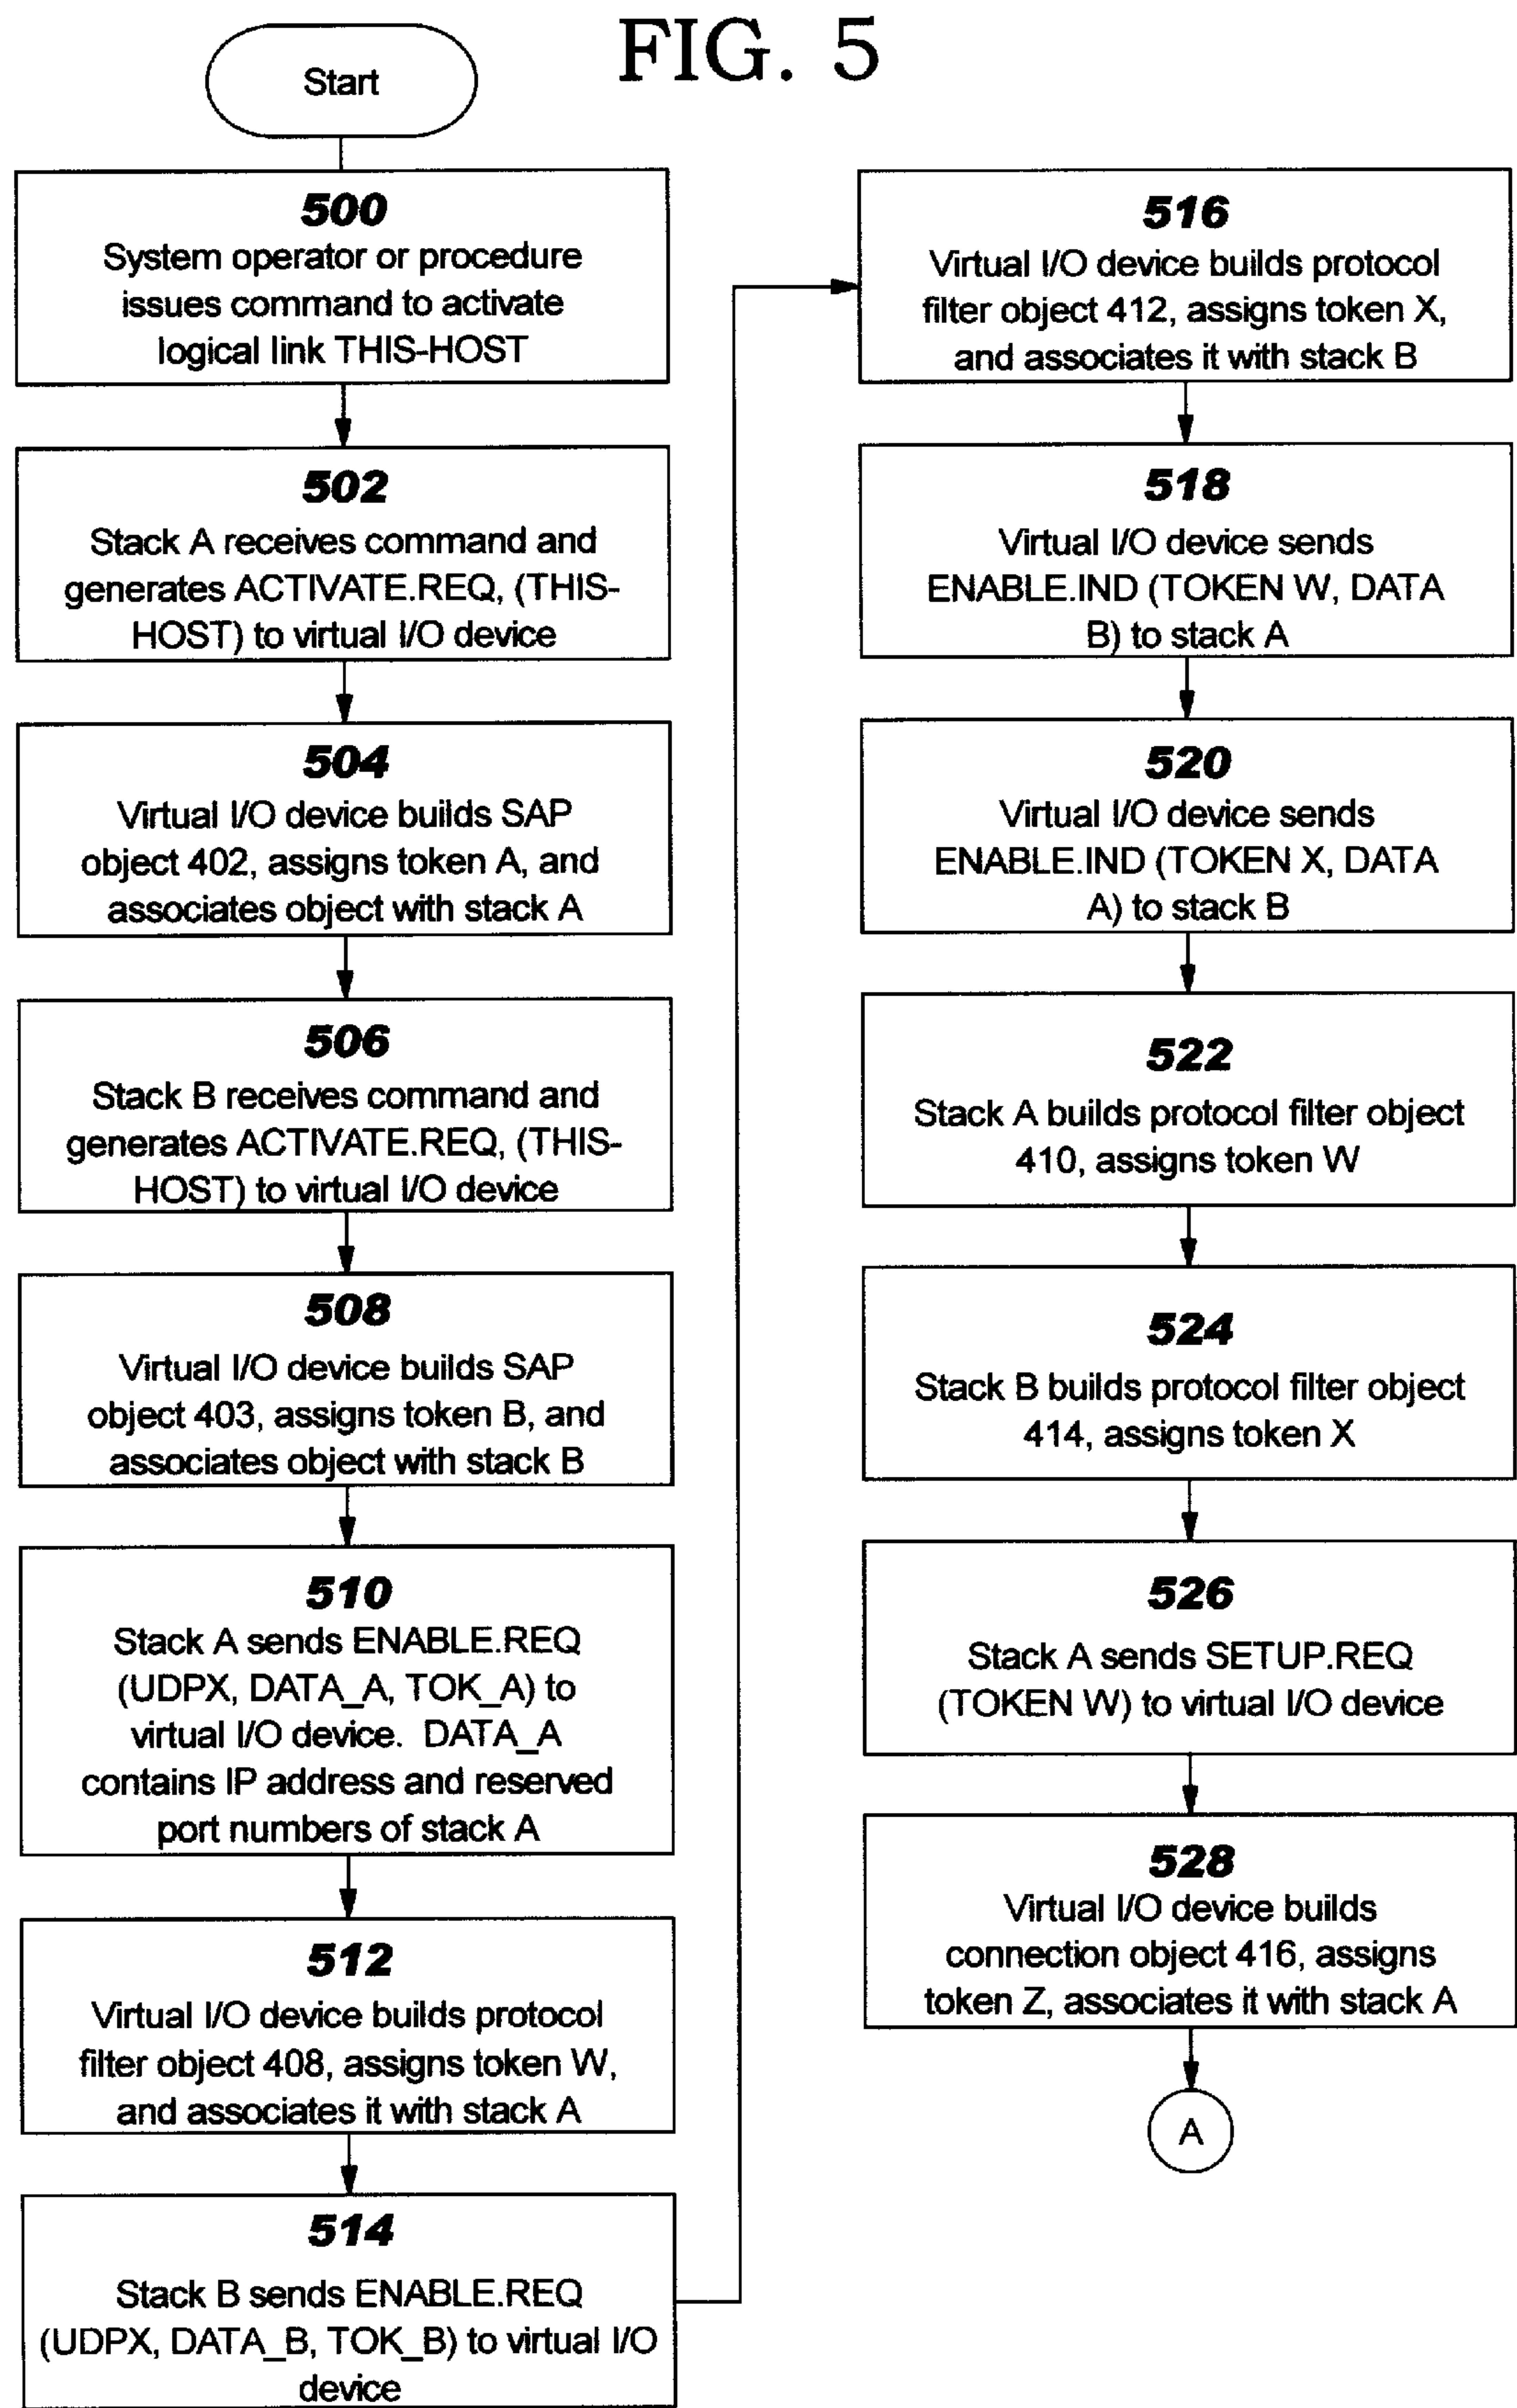 FIG. 5
Start
500
System operator or procedure
issues command to activate
logical link THIS-HOST
502
Stack A receives command and
generates ACTIVATE.REQ, (THIS-
HOST) to virtual I/O device
504
Virtual I/O device builds SAP
object 402, assigns token A, and
associates object with stack A
506
Stack B receives command and
generates ACTIVATE.REQ, (THIS-
HOST) to virtual I/O device
508
Virtual I/O device builds SAP
object 403, assigns token B, and
associates object with stack B
510
Stack A sends ENABLE.REQ
(UDPX, DATA_A, TOK_A) to
virtual I/O device. DATA_A
contains IP address and reserved
port numbers of stack A
512
Virtual I/O device builds protocol
filter object 408, assigns token W,
and associates it with stack A
514
Stack B sends ENABLE.REQ
(UDPX, DATA_B, TOK_B) to virtual I/O
device
516
Virtual I/O device builds protocol
filter object 412, assigns token X,
and associates it with stack B
518
Virtual I/O device sends
ENABLE.IND (TOKEN W, DATA
B) to stack A
520
Virtual I/O device sends
ENABLE.IND (TOKEN X, DATA
A) to stack B
522
Stack A builds protocol filter object
410, assigns token W
524
Stack B builds protocol filter object
414, assigns token X
526
Stack A sends SETUP.REQ
(TOKEN W) to virtual I/O device
528
Virtual I/O device builds
connection object 416, assigns
token Z, associates it with stack A
A